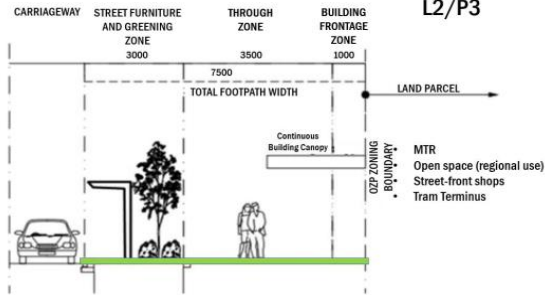 L2/P3
CARRIAGEWAY
STREET FURNITURE
AND GREENING
ZONE
3000
THROUGH
ZONE
3500
BUILDING
FRONTAGE
ZONE
1000
7500
TOTAL FOOTPATH WIDTH
LAND PARCEL
Continuous
Building Canopy
OZP ZONING
BOUNDARY
• MTR
• Open space (regional use)
• Street-front shops
• Tram Terminus